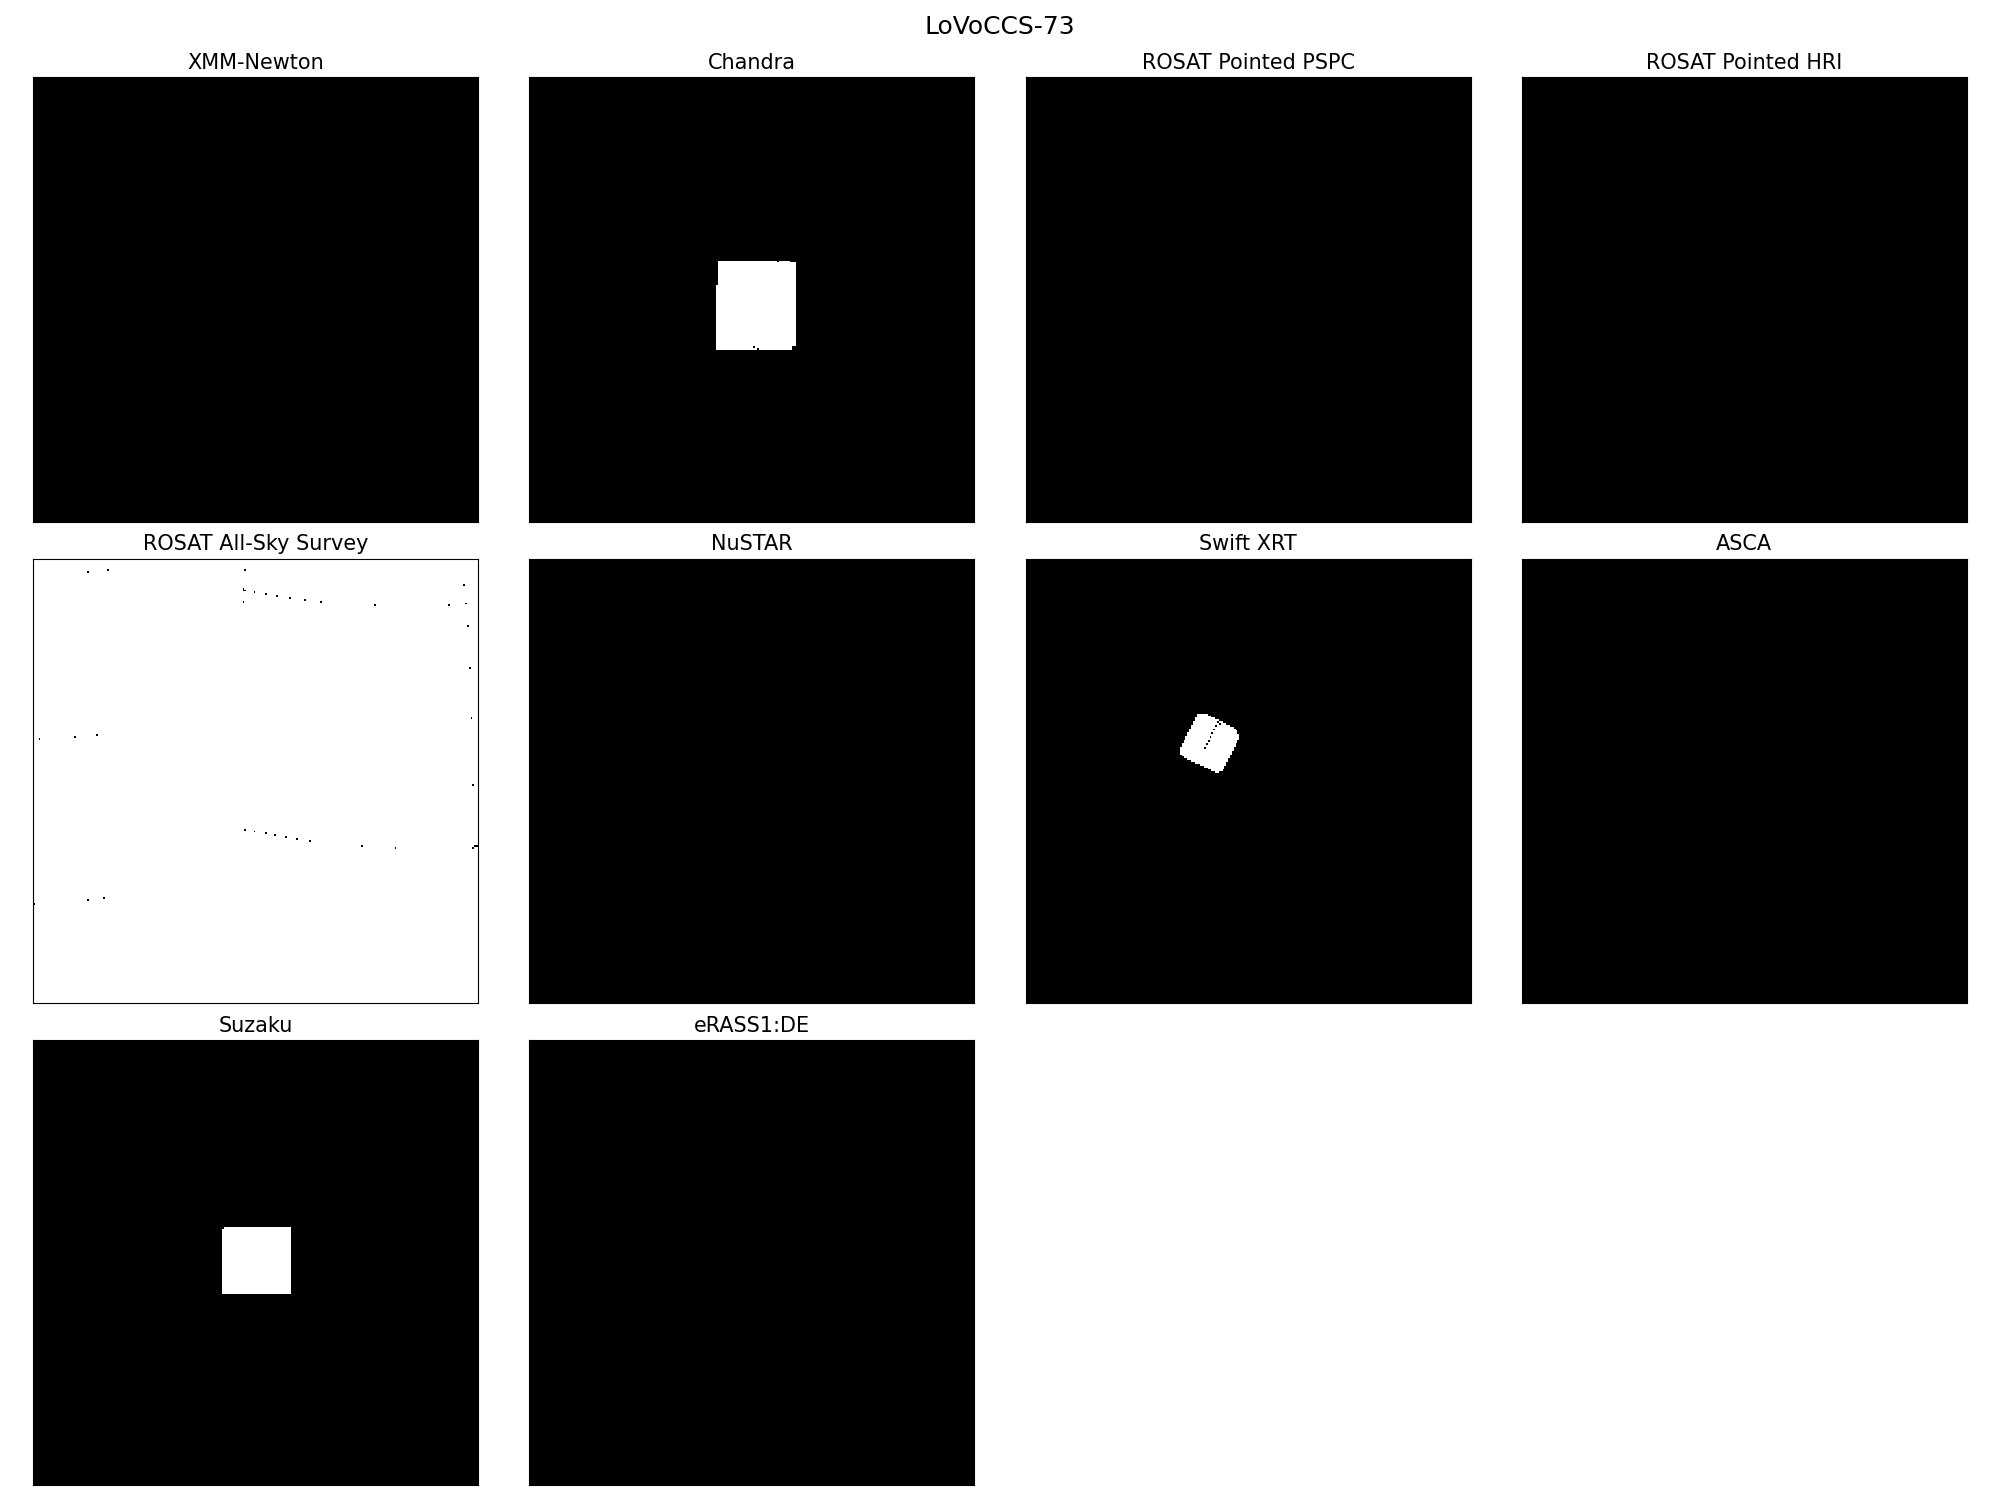 LoVoCCS-73
XMM-Newton
Chandra
ROSAT Pointed PSPC
ROSAT Pointed HRI
ROSAT All-Sky Survey
NuSTAR
Swift XRT
ASCA
Suzaku
eRASS1:DE